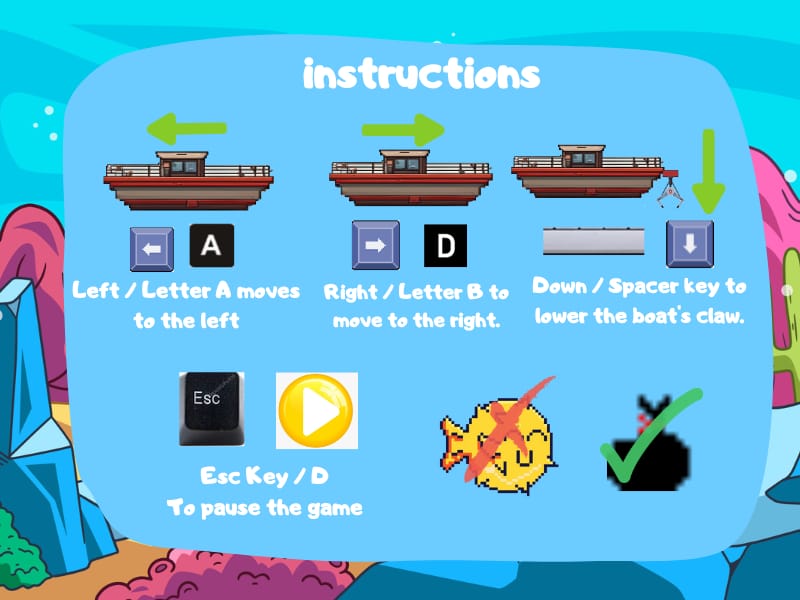 instructions
A
D
Left / Letter A moves
to the left
Right / Letter B to
move to the right.
Down / Spacer key to
lower the boat's claw.
Esc
Esc Key / D
To pause the game